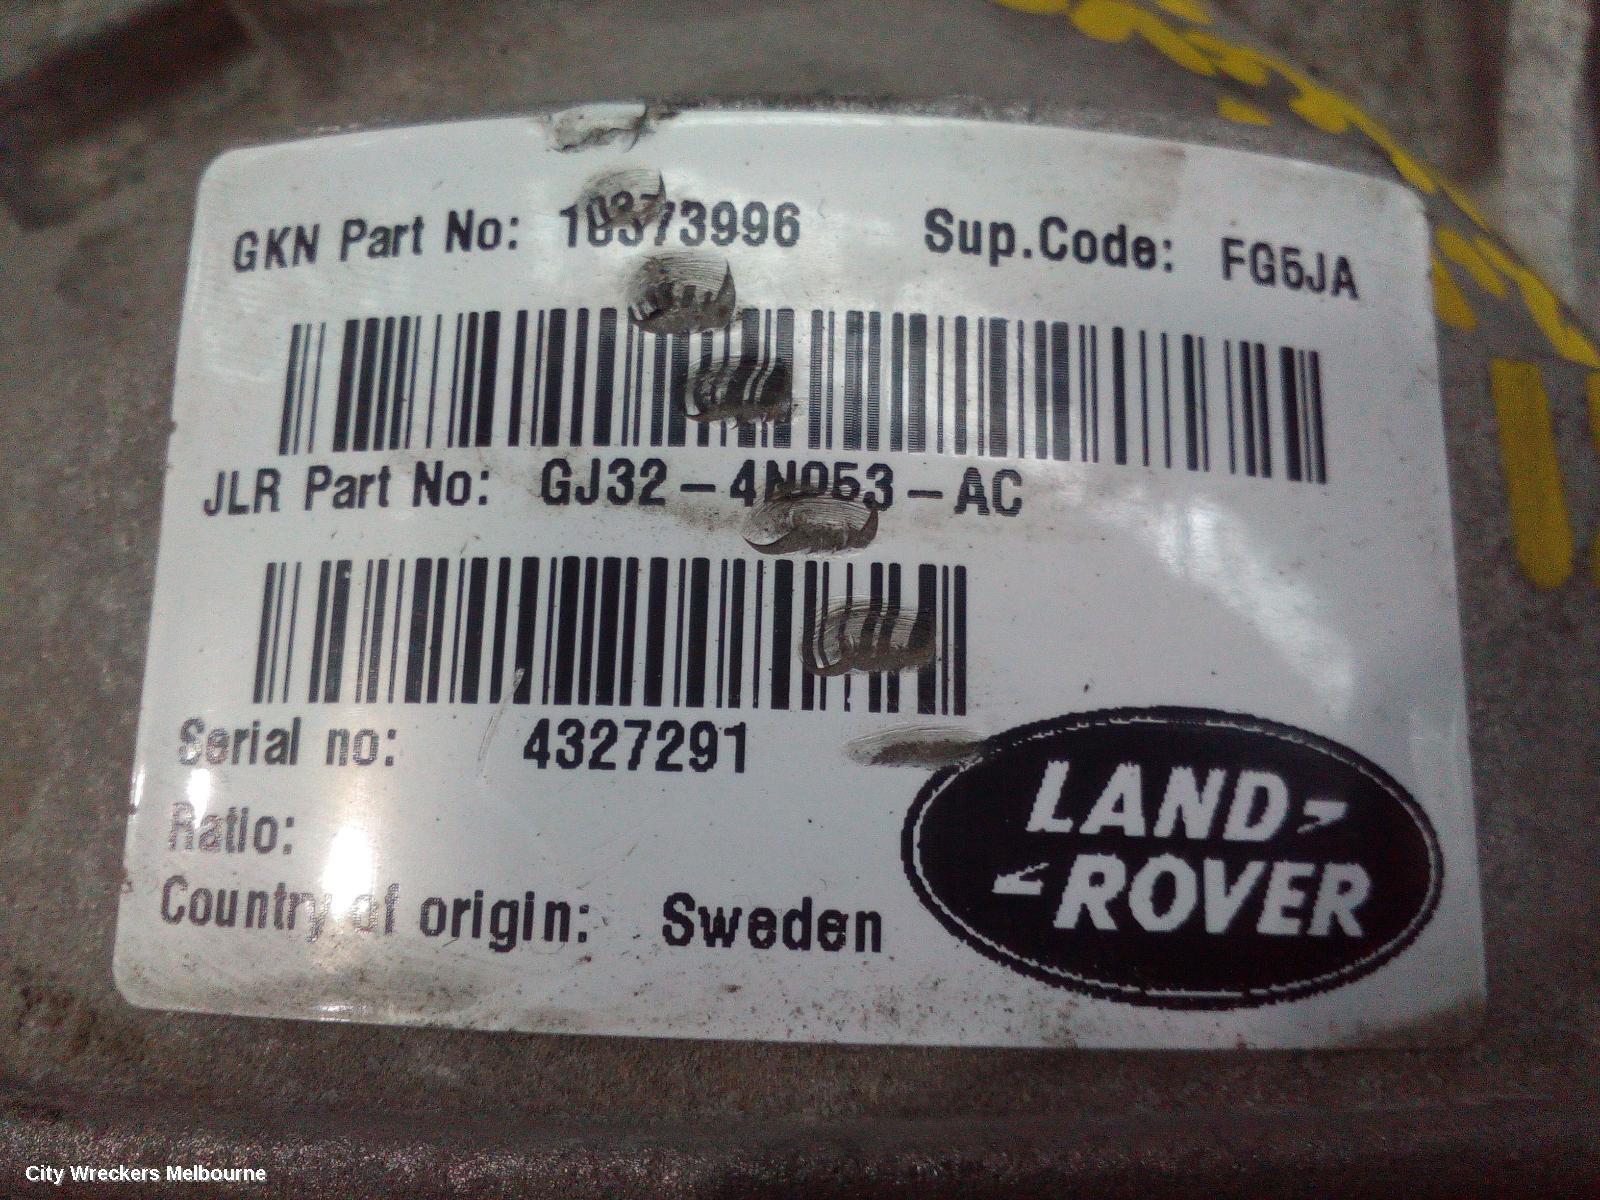 GKN Part No: 10373996 Sup.Code: FG5JA
JLR Part No: GJ32-4N053-AC
Serial no: 4327291
Ratio:
Country of origin: Sweden
LAND
ROVER
City Wreckers Melbourne